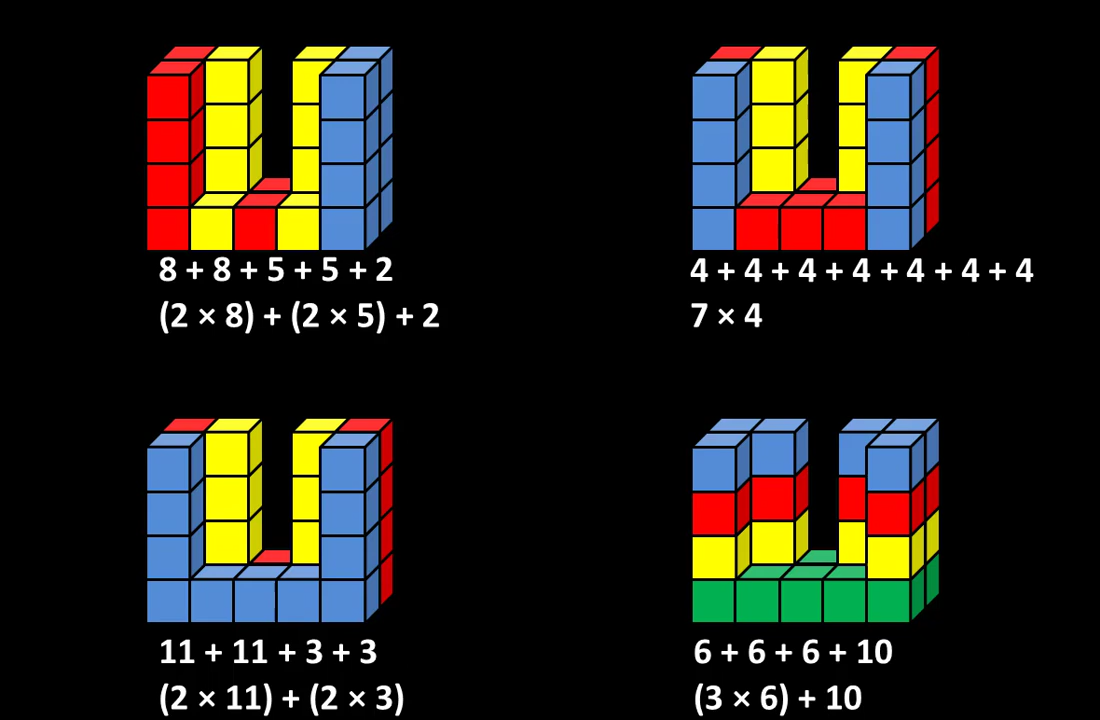 8 + 8 + 5 + 5 + 2
(2 × 8) + (2 × 5) + 2
4 + 4 + 4 + 4 + 4 + 4 + 4
7 × 4
11 + 11 + 3 + 3
(2 × 11) + (2 × 3)
6 + 6 + 6 + 10
(3 × 6) + 10